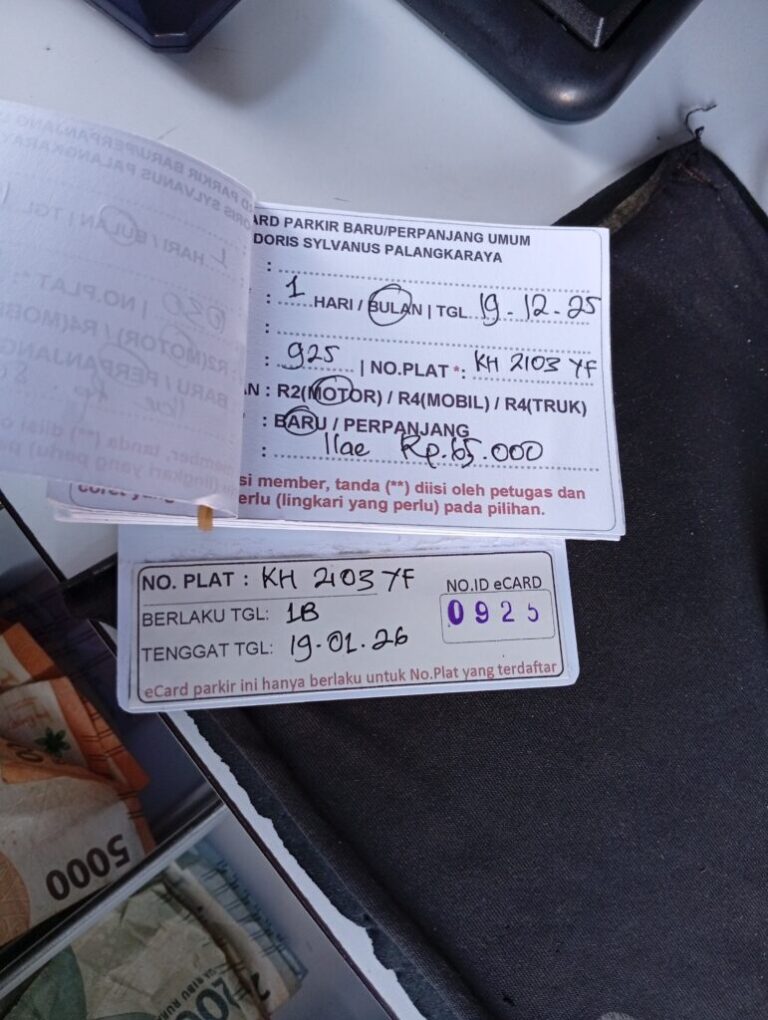 ARD PARKIR BARU/PERPANJANG UMUM
DORIS SYLVANUS PALANGKARAYA
:
: 1 HARI / BULAN | TGL 19-12-25
:
: 925 | NO.PLAT *: KH 2103 YF
AN : R2(MOTOR) / R4(MOBIL) / R4(TRUK)
: BARU / PERPANJANG
: Rp.65.000
si member, tanda (**) diisi oleh petugas dan
erlu (lingkari yang perlu) pada pilihan.
NO. PLAT : KH 2103 YF
NO.ID eCARD
BERLAKU TGL: 1B
0925
TENGGAT TGL: 19.01.26
eCard parkir ini hanya berlaku untuk No.Plat yang terdaftar
5000